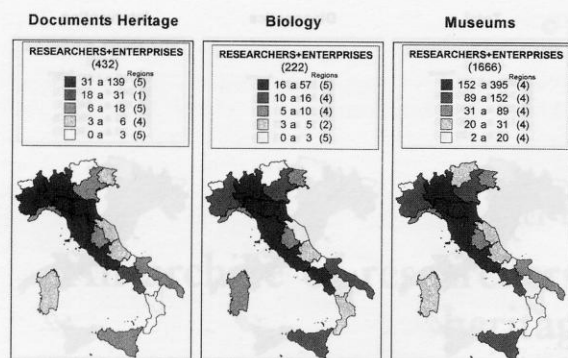 Documents Heritage
RESEARCHERS+ENTERPRISES
(432)
Regions
31 a 139 (5)
18 a 31 (1)
6 a 18 (5)
3 a 6 (4)
0 a 3 (5)
Biology
RESEARCHERS+ENTERPRISES
(222)
Regions
16 a 57 (5)
10 a 16 (4)
5 a 10 (4)
3 a 5 (2)
0 a 3 (5)
Museums
RESEARCHERS+ENTERPRISES
(1666)
Regions
152 a 395 (4)
89 a 152 (4)
31 a 89 (4)
20 a 31 (4)
2 a 20 (4)